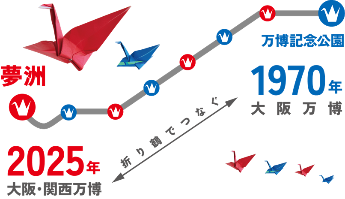 万博記念公園
夢洲
1970年
大阪万博
折り鶴でつなぐ
2025年
大阪・関西万博